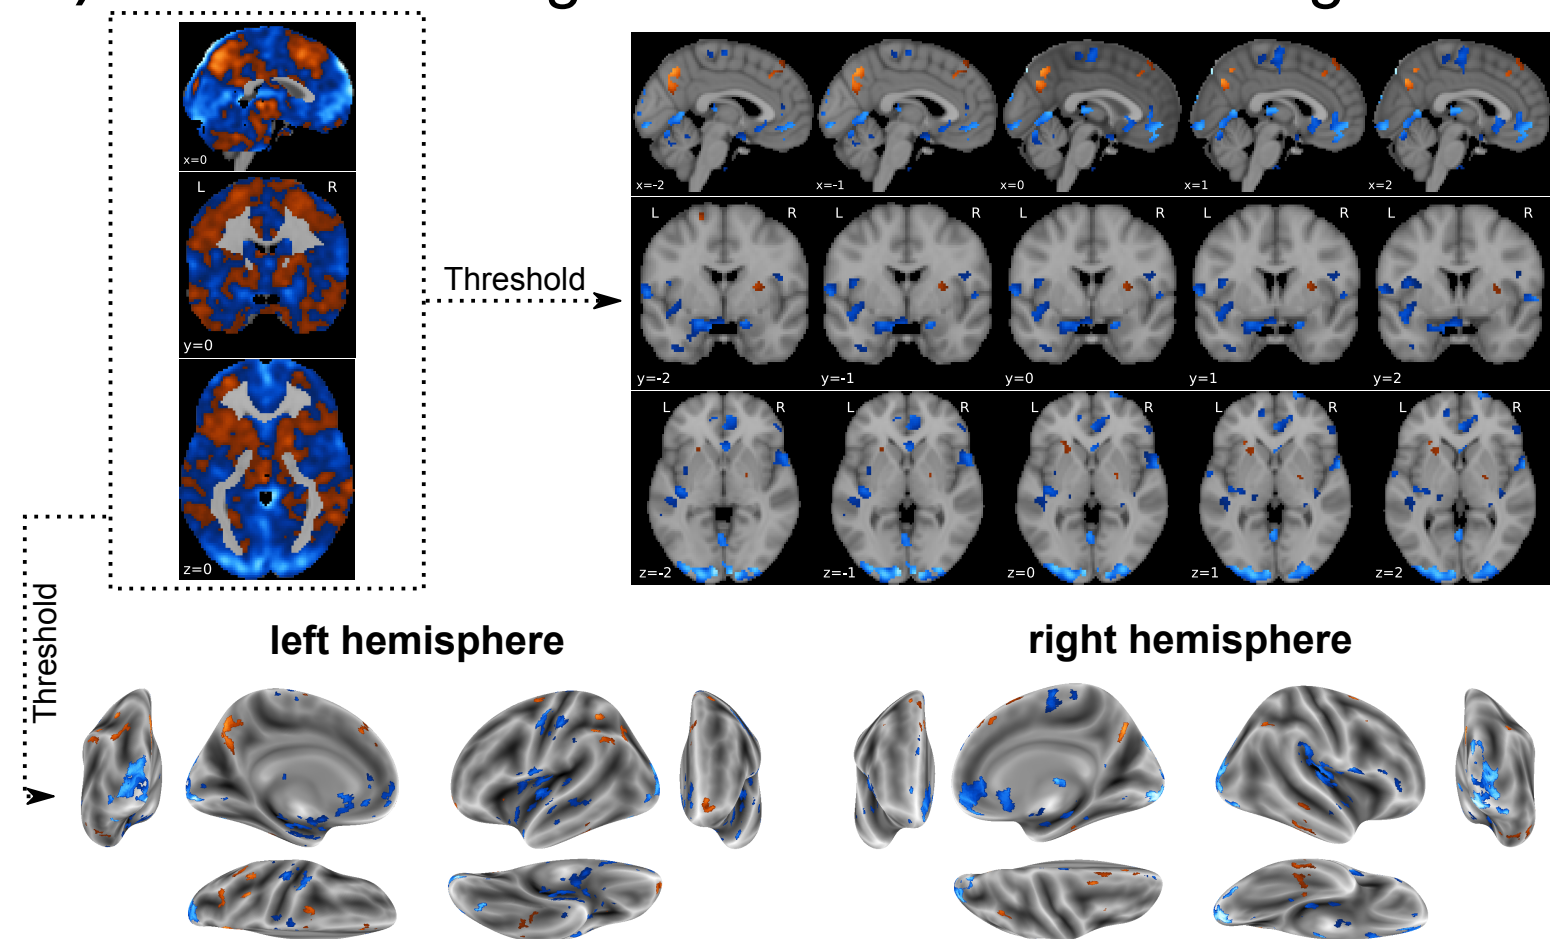 x=0
L R
y=0
z=0
Threshold
x=-2 x=-1 x=0 x=1 x=2
L R L R L R L R L R
y=-2 y=-1 y=0 y=1 y=2
L R L R L R L R L R
z=-2 z=-1 z=0 z=1 z=2
Threshold
left hemisphere
right hemisphere